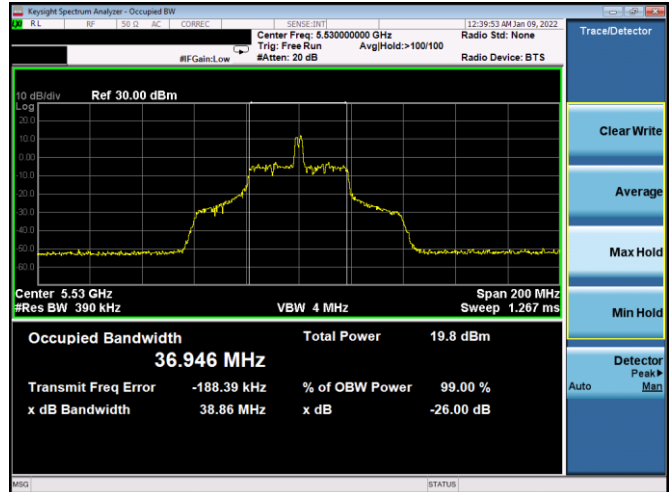 Keysight Spectrum Analyzer - Occupied BW
RL RF 50 Ω AC CORREC SENSE:INT 12:39:53 AM Jan 09, 2022
Center Freq: 5.530000000 GHz Radio Std: None
Trig: Free Run Avg|Hold:>100/100
#IFGain:Low #Atten: 20 dB Radio Device: BTS
Trace/Detector
10 dB/div Ref 30.00 dBm
Log
20.0
10.0
0.00
-10.0
-20.0
-30.0
-40.0
-50.0
-60.0
Center 5.53 GHz Span 200 MHz
#Res BW 390 kHz VBW 4 MHz Sweep 1.267 ms
Occupied Bandwidth Total Power 19.8 dBm
36.946 MHz
Transmit Freq Error -188.39 kHz % of OBW Power 99.00 %
x dB Bandwidth 38.86 MHz x dB -26.00 dB
Clear Write
Average
Max Hold
Min Hold
Detector
Peak▶
Auto Man
MSG STATUS